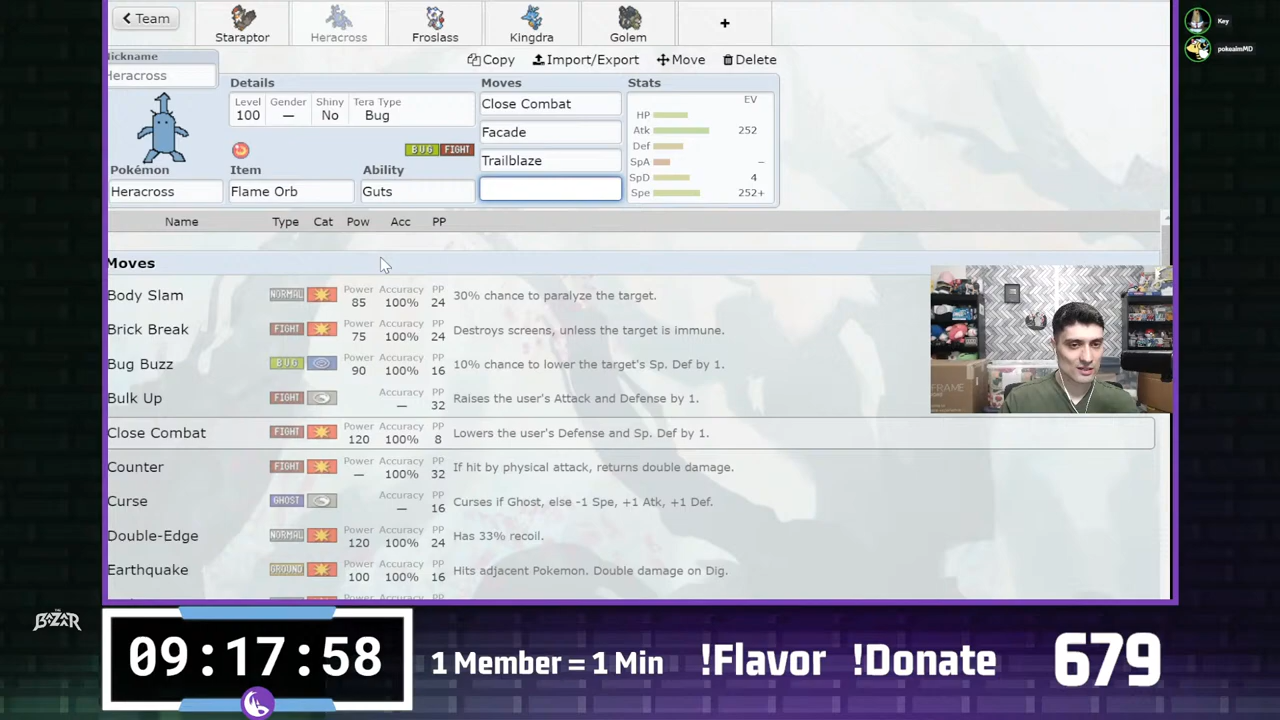 Team
Staraptor
Heracross
Froslass
Kingdra
Golem
+
Key
pokealmMD
Copy
Import/Export
Move
Delete
Nickname
Heracross
Details
Moves
Stats
Level
Gender
Shiny
Tera Type
100
—
No
Bug
Close Combat
Facade
Trailblaze
EV
HP
Atk 252
Def
SpA –
SpD 4
Spe 252+
BUG FIGHT
Pokémon
Item
Ability
Heracross
Flame Orb
Guts
Name Type Cat Pow Acc PP
Moves
Body Slam NORMAL Power 85 Accuracy 100% PP 24 30% chance to paralyze the target.
Brick Break FIGHT Power 75 Accuracy 100% PP 24 Destroys screens, unless the target is immune.
Bug Buzz BUG Power 90 Accuracy 100% PP 16 10% chance to lower the target's Sp. Def by 1.
Bulk Up FIGHT Accuracy — PP 32 Raises the user's Attack and Defense by 1.
Close Combat FIGHT Power 120 Accuracy 100% PP 8 Lowers the user's Defense and Sp. Def by 1.
Counter FIGHT Power — Accuracy 100% PP 32 If hit by physical attack, returns double damage.
Curse GHOST Accuracy — PP 16 Curses if Ghost, else -1 Spe, +1 Atk, +1 Def.
Double-Edge NORMAL Power 120 Accuracy 100% PP 24 Has 33% recoil.
Earthquake GROUND Power 100 Accuracy 100% PP 16 Hits adjacent Pokemon. Double damage on Dig.
THE BAZAAR
09:17:58
1 Member = 1 Min
!Flavor
!Donate
679